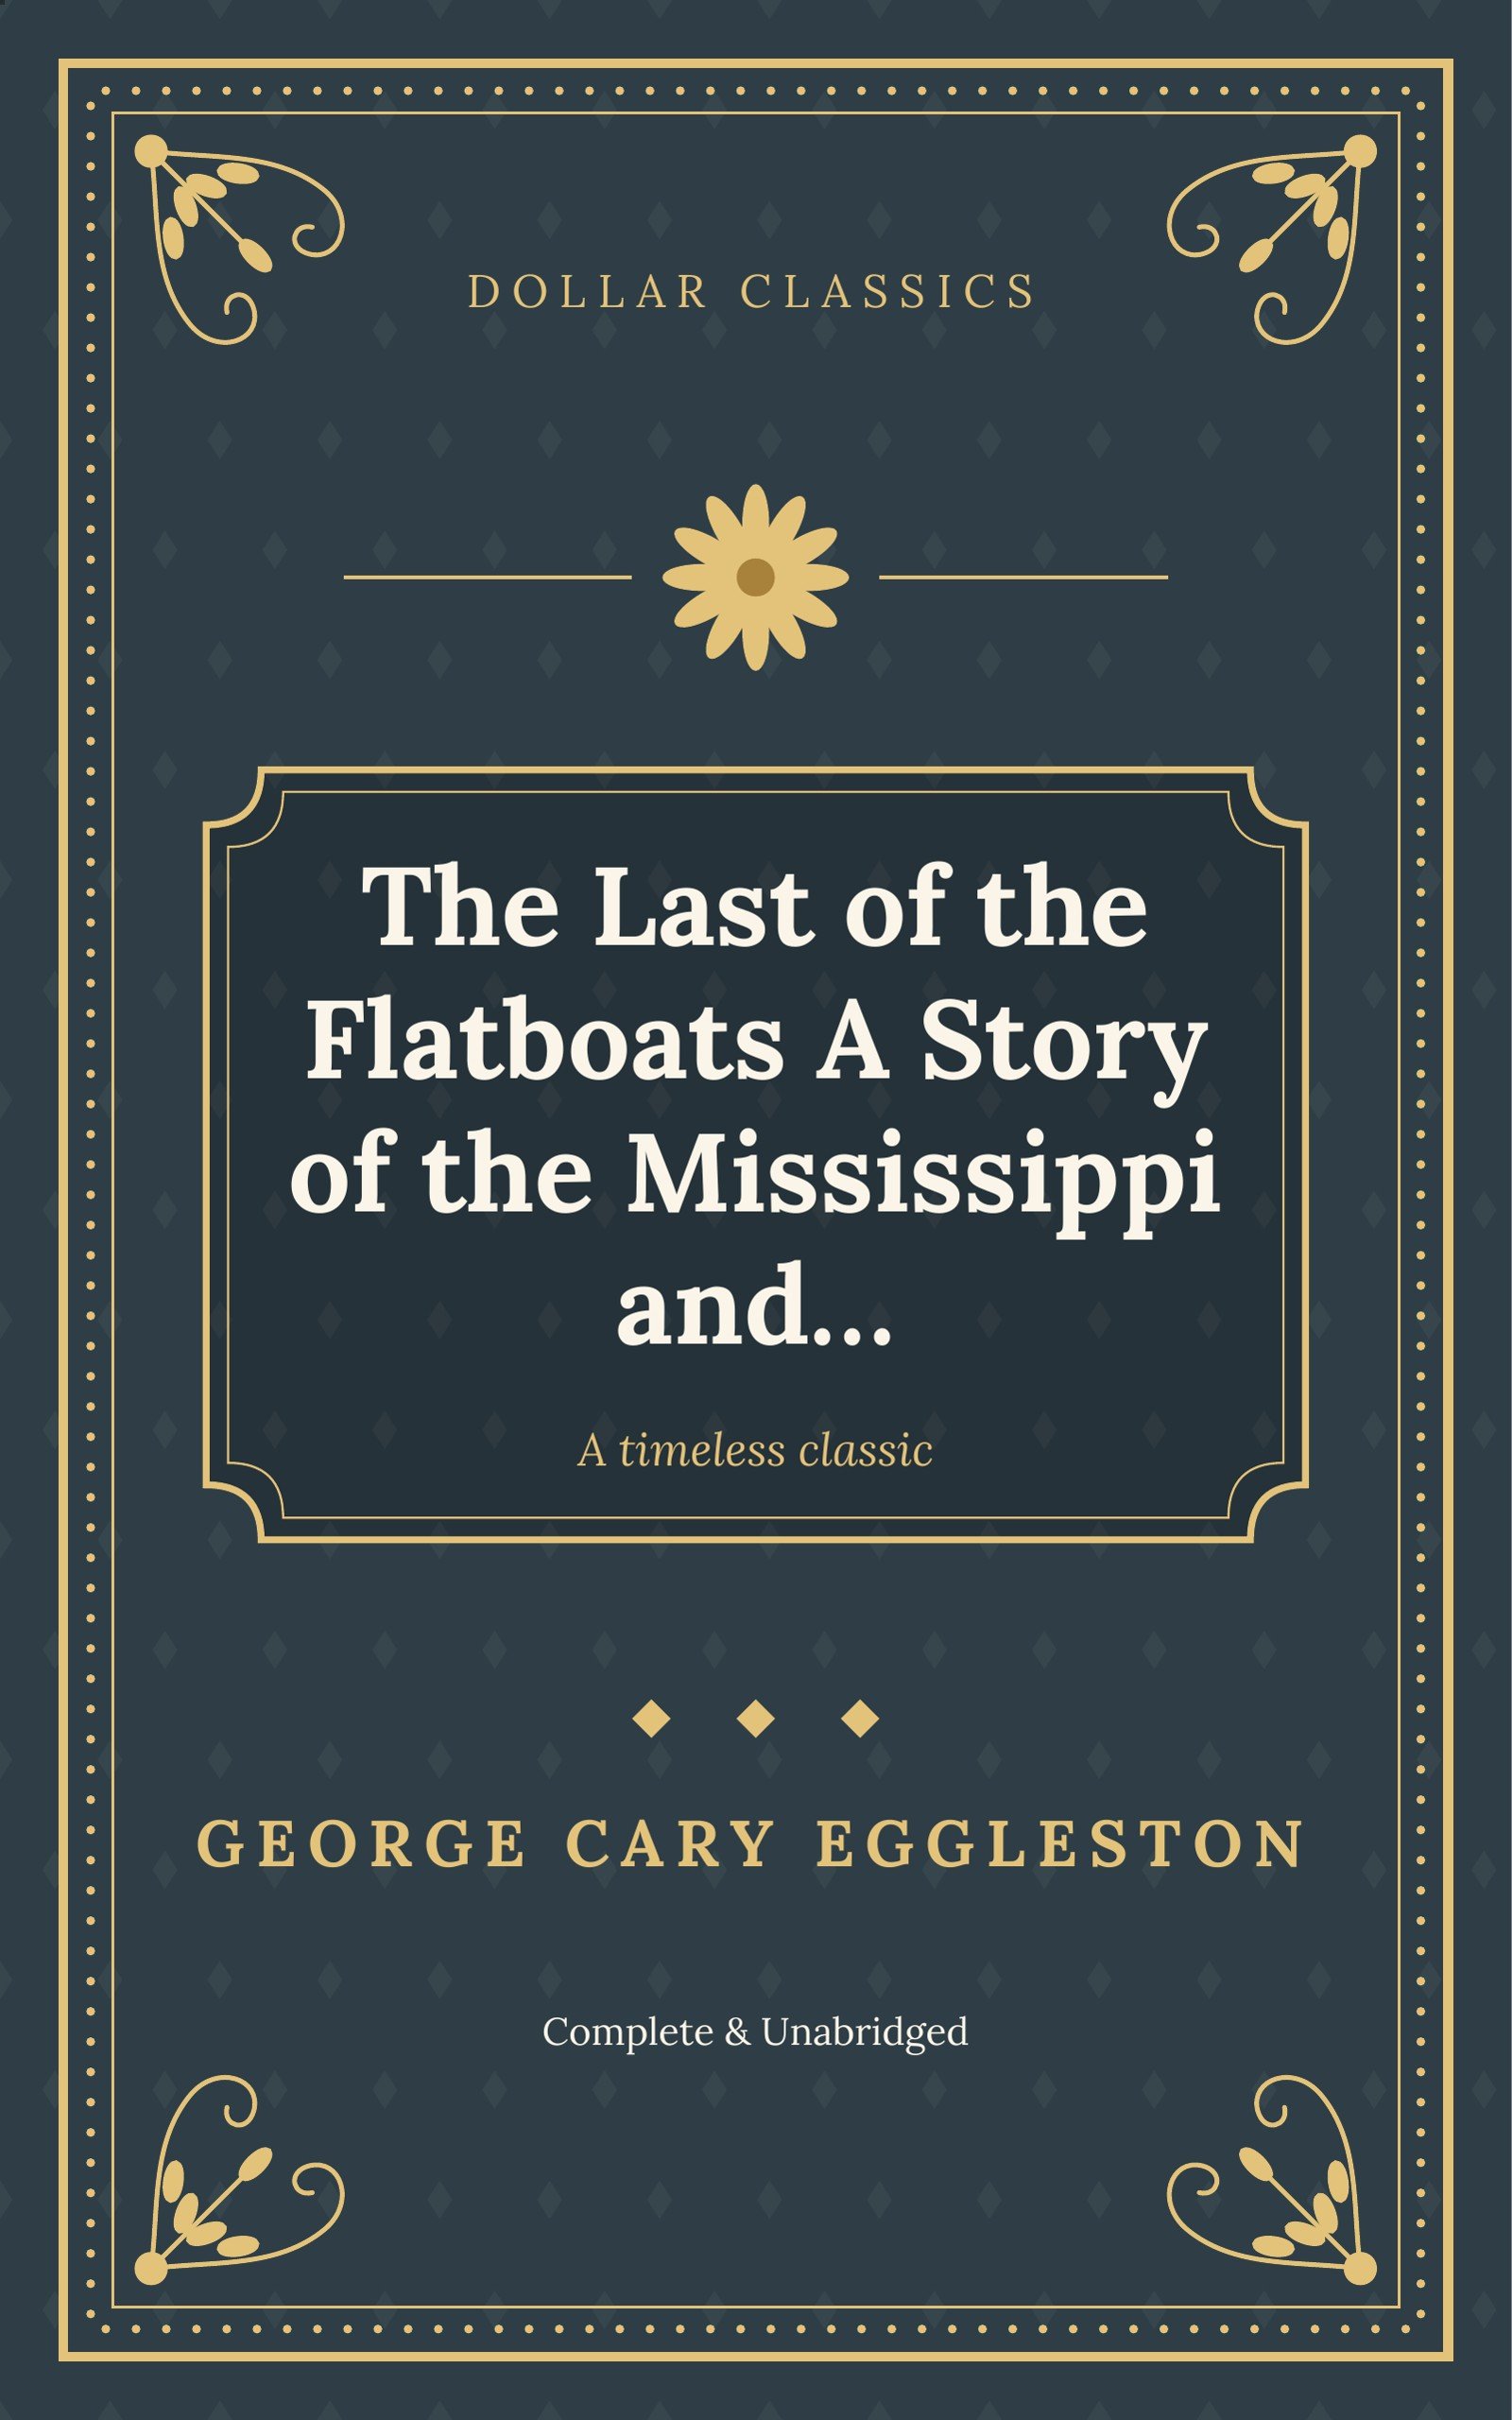 DOLLAR CLASSICS
The Last of the
Flatboats A Story
of the Mississippi
and...
A timeless classic
GEORGE CARY EGGLESTON
Complete & Unabridged